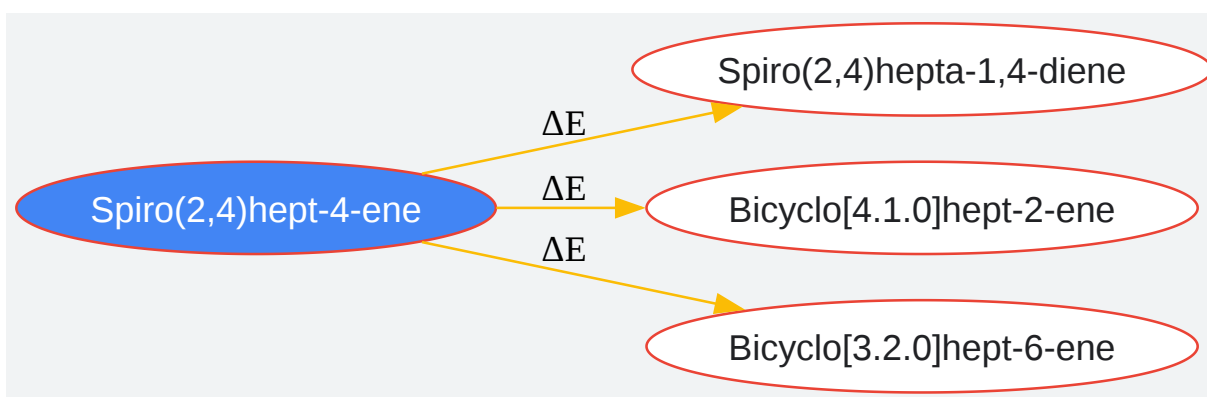 Spiro(2,4)hepta-1,4-diene
ΔE
Spiro(2,4)hept-4-ene
ΔE
Bicyclo[4.1.0]hept-2-ene
ΔE
Bicyclo[3.2.0]hept-6-ene